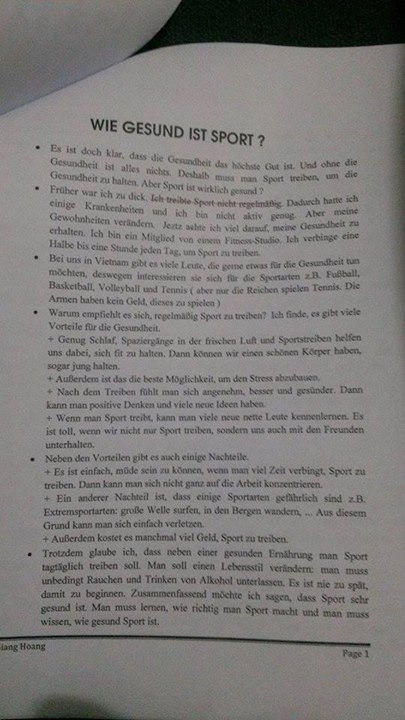 WIE GESUND IST SPORT ?
• Es ist doch klar, dass die Gesundheit das höchste Gut ist. Und ohne die
Gesundheit ist alles nichts. Deshalb muss man Sport treiben, um die
Gesundheit zu halten. Aber Sport ist wirklich gesund ?
• Früher war ich zu dick. Ich treibte Sport nicht regelmäßig. Dadurch hatte ich
einige Krankenheiten und ich bin nicht aktiv genug. Aber meine
Gewohnheiten verändern. Jeztz achte ich viel darauf, meine Gesundheit zu
erhalten. Ich bin ein Mitglied von einem Fitness-Studio. Ich verbinge eine
Halbe bis eine Stunde jeden Tag, um Sport zu treiben.
• Bei uns in Vietnam gibt es viele Leute, die gerne etwas für die Gesundheit tun
möchten, deswegen interessieren sie sich für die Sportarten z.B. Fußball,
Basketball, Volleyball und Tennis ( aber nur die Reichen spielen Tennis. Die
Armen haben kein Geld, dieses zu spielen )
• Warum empfiehlt es sich, regelmäßig Sport zu treiben? Ich finde, es gibt viele
Vorteile für die Gesundheit.
+ Genug Schlaf, Spaziergänge in der frischen Luft und Sportstreiben helfen
uns dabei, sich fit zu halten. Dann können wir einen schönen Körper haben,
sogar jung halten.
+ Außerdem ist das die beste Möglichkeit, um den Stress abzubauen.
+ Nach dem Treiben fühlt man sich angenehm, besser und gesünder. Dann
kann man positive Denken und viele neue Ideen haben.
+ Wenn man Sport treibt, kann man viele neue nette Leute kennenlernen. Es
ist toll, wenn wir nicht nur Sport treiben, sondern uns auch mit den Freunden
unterhalten.
• Neben den Vorteilen gibt es auch einige Nachteile.
+ Es ist einfach, müde sein zu können, wenn man viel Zeit verbingt, Sport zu
treiben. Dann kann man sich nicht ganz auf die Arbeit konzentrieren.
+ Ein anderer Nachteil ist, dass einige Sportarten gefährlich sind z.B.
Extremsportarten: große Welle surfen, in den Bergen wandern, ... Aus diesem
Grund kann man sich einfach verletzen.
+ Außerdem kostet es manchmal viel Geld, Sport zu treiben.
• Trotzdem glaube ich, dass neben einer gesunden Ernährung man Sport
tagtäglich treiben soll. Man soll einen Lebensstil verändern: man muss
unbedingt Rauchen und Trinken von Alkohol unterlassen. Es ist nie zu spät,
damit zu beginnen. Zusammenfassend möchte ich sagen, dass Sport sehr
gesund ist. Man muss lernen, wie richtig man Sport macht und man muss
wissen, wie gesund Sport ist.
iang Hoang
Page 1